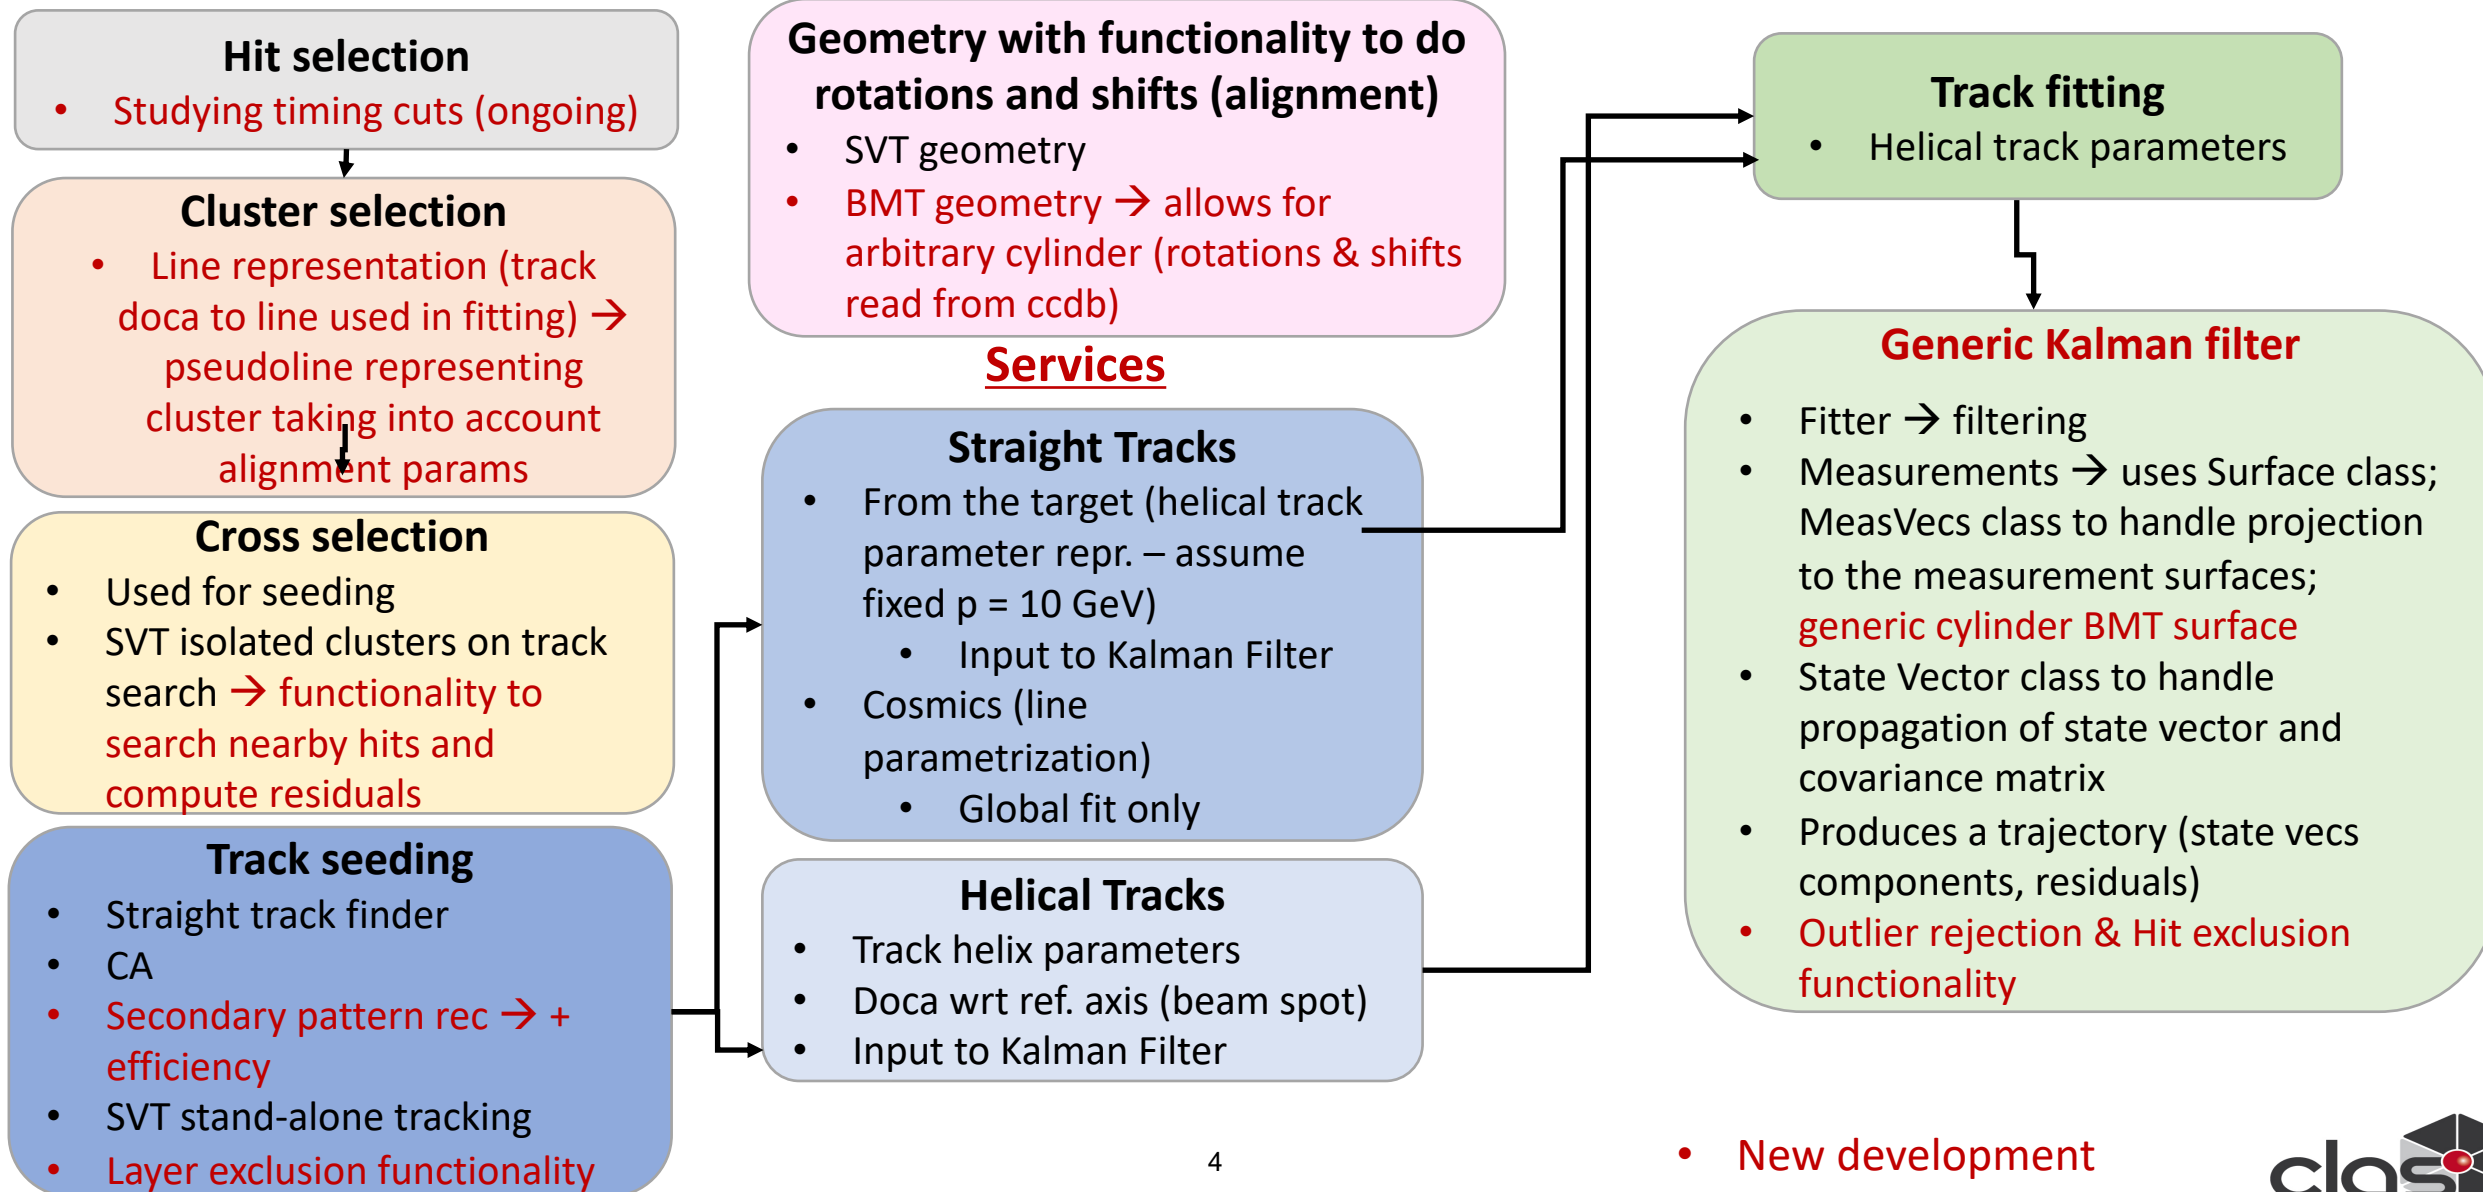 Hit selection
• Studying timing cuts (ongoing)
Cluster selection
• Line representation (track
doca to line used in fitting) →
pseudoline representing
cluster taking into account
alignment params
Cross selection
• Used for seeding
• SVT isolated clusters on track
search → functionality to
search nearby hits and
compute residuals
Track seeding
• Straight track finder
• CA
• Secondary pattern rec → +
efficiency
• SVT stand-alone tracking
• Layer exclusion functionality
Geometry with functionality to do
rotations and shifts (alignment)
• SVT geometry
• BMT geometry → allows for
arbitrary cylinder (rotations & shifts
read from ccdb)
Services
Straight Tracks
• From the target (helical track
parameter repr. – assume
fixed p = 10 GeV)
• Input to Kalman Filter
• Cosmics (line
parametrization)
• Global fit only
Helical Tracks
• Track helix parameters
• Doca wrt ref. axis (beam spot)
• Input to Kalman Filter
Track fitting
• Helical track parameters
Generic Kalman filter
• Fitter → filtering
• Measurements → uses Surface class;
MeasVecs class to handle projection
to the measurement surfaces;
generic cylinder BMT surface
• State Vector class to handle
propagation of state vector and
covariance matrix
• Produces a trajectory (state vecs
components, residuals)
• Outlier rejection & Hit exclusion
functionality
4
• New development
clas